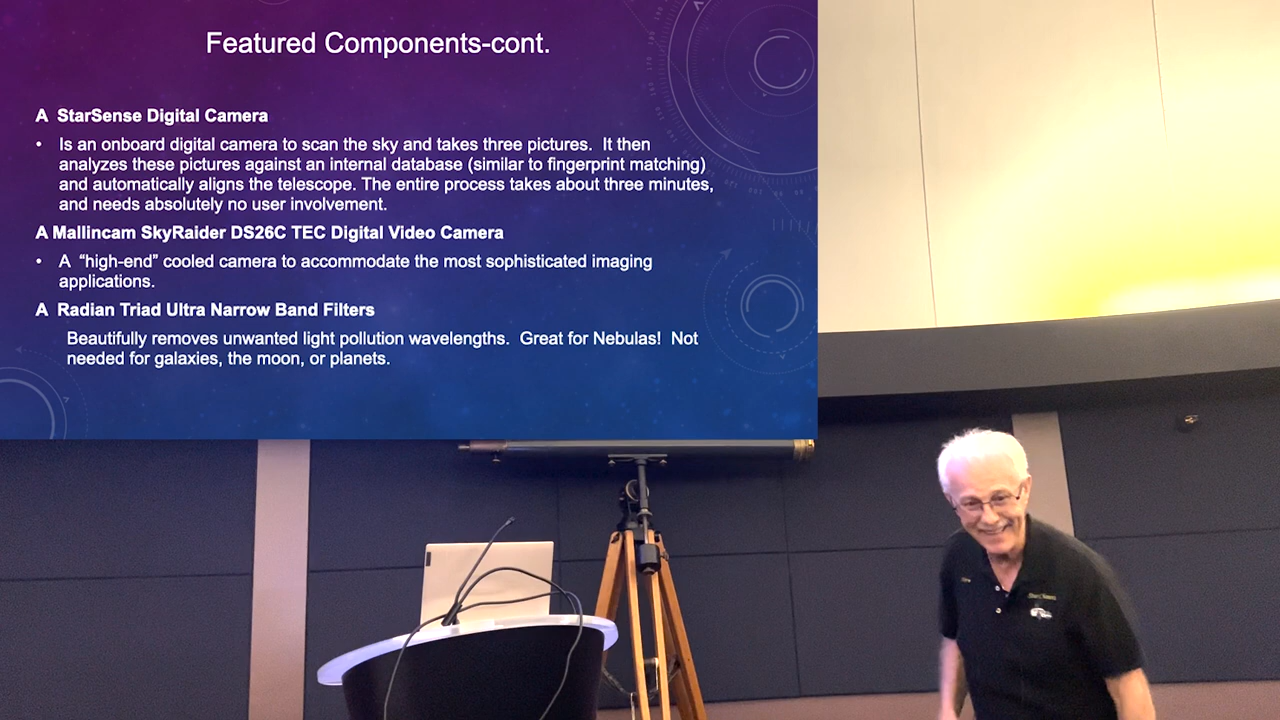 Featured Components-cont.
A StarSense Digital Camera
• Is an onboard digital camera to scan the sky and takes three pictures. It then
analyzes these pictures against an internal database (similar to fingerprint matching)
and automatically aligns the telescope. The entire process takes about three minutes,
and needs absolutely no user involvement.
A Mallincam SkyRaider DS26C TEC Digital Video Camera
• A “high-end” cooled camera to accommodate the most sophisticated imaging
applications.
A Radian Triad Ultra Narrow Band Filters
Beautifully removes unwanted light pollution wavelengths. Great for Nebulas! Not
needed for galaxies, the moon, or planets.